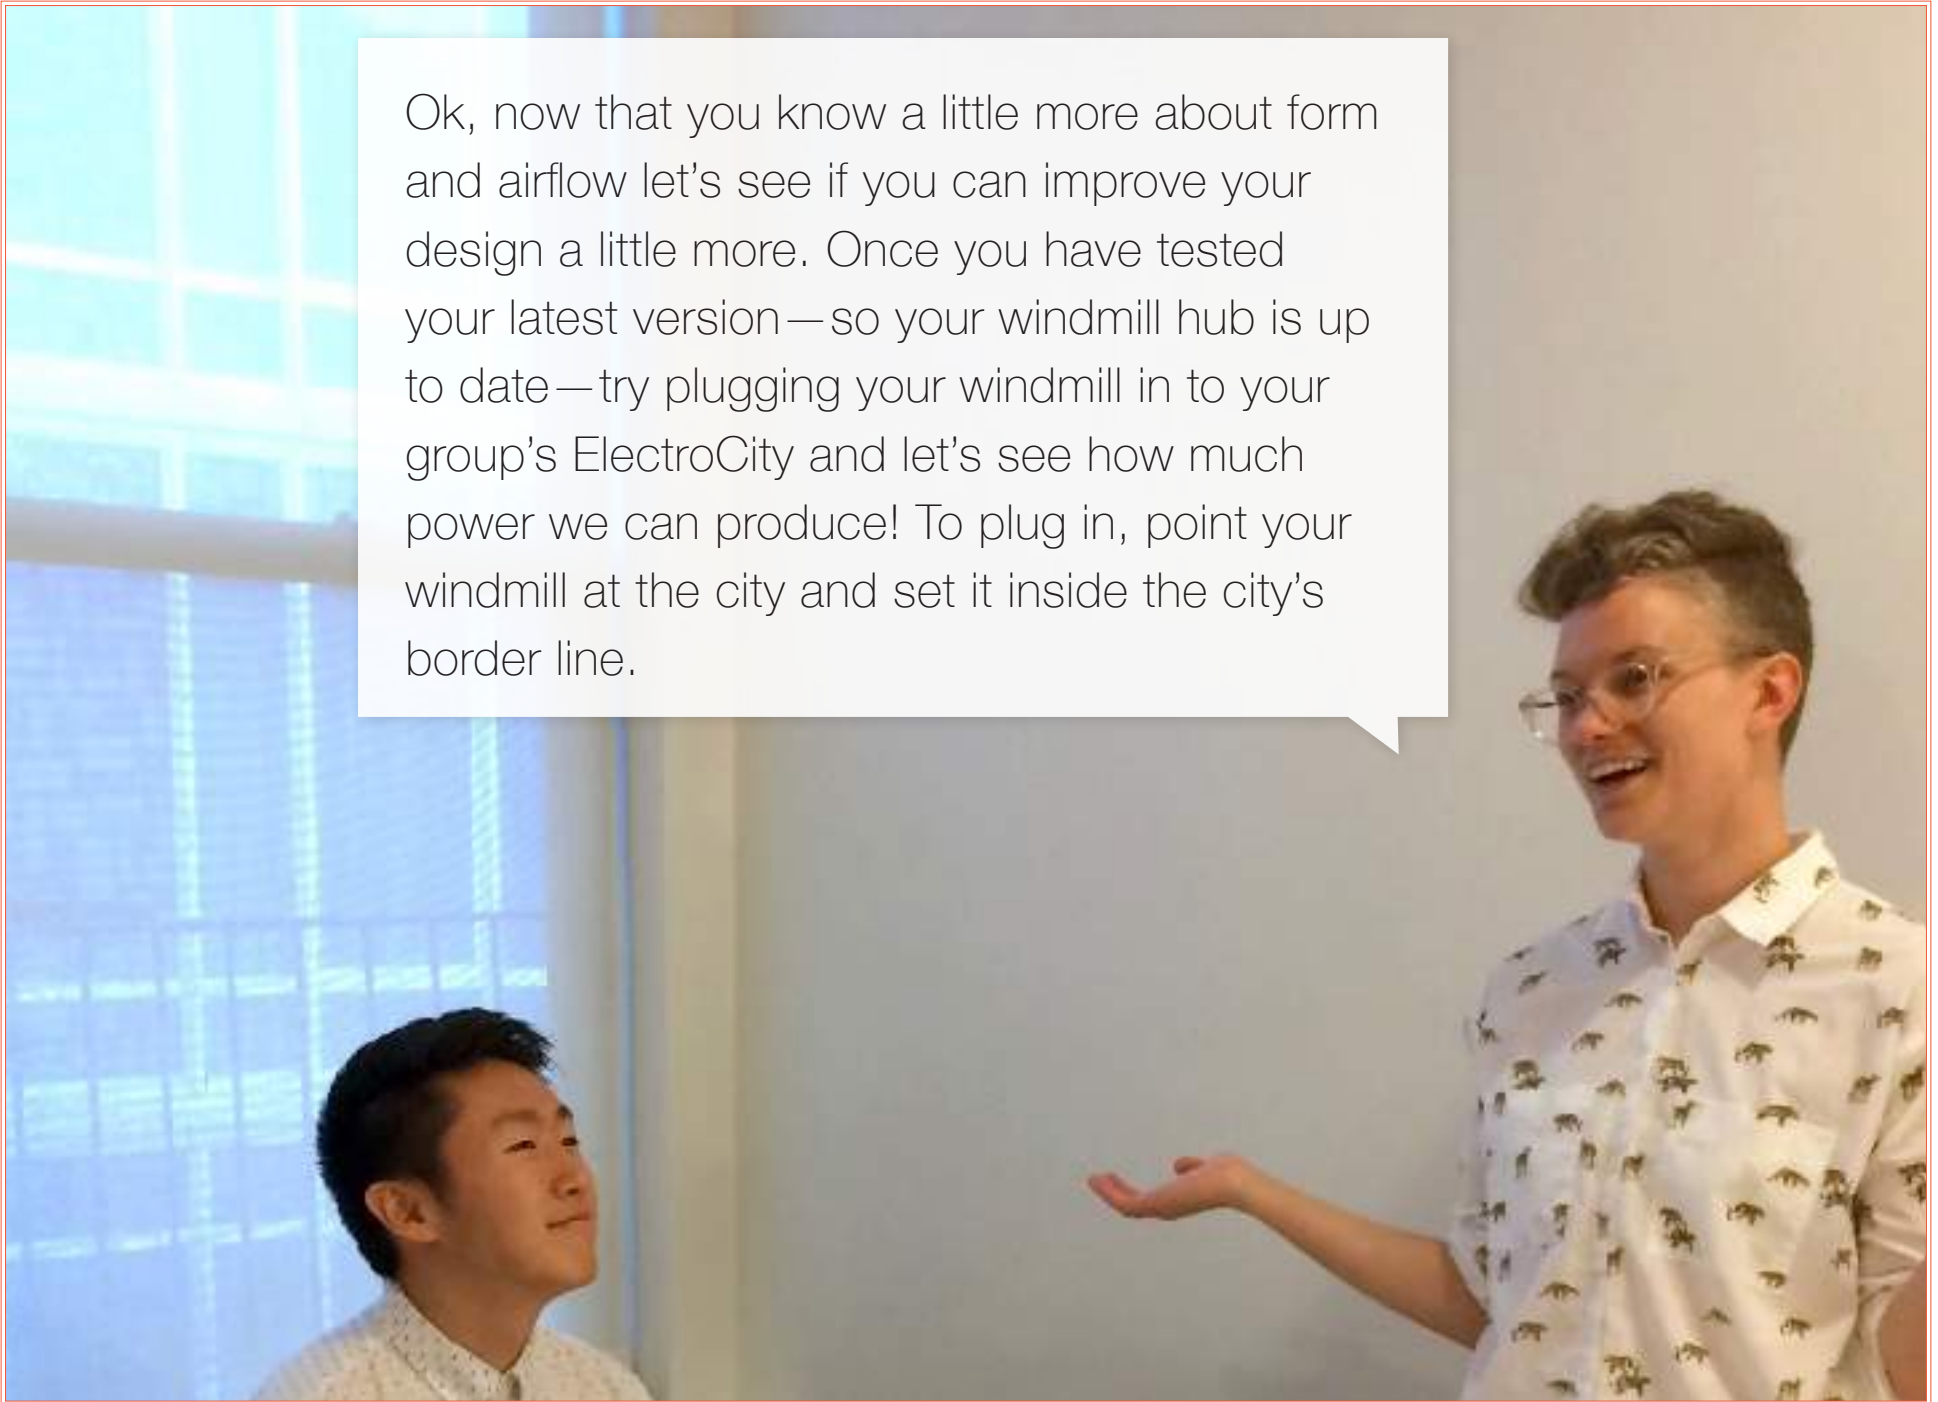 Ok, now that you know a little more about form
and airflow let’s see if you can improve your
design a little more. Once you have tested
your latest version—so your windmill hub is up
to date—try plugging your windmill in to your
group’s ElectroCity and let’s see how much
power we can produce! To plug in, point your
windmill at the city and set it inside the city’s
border line.